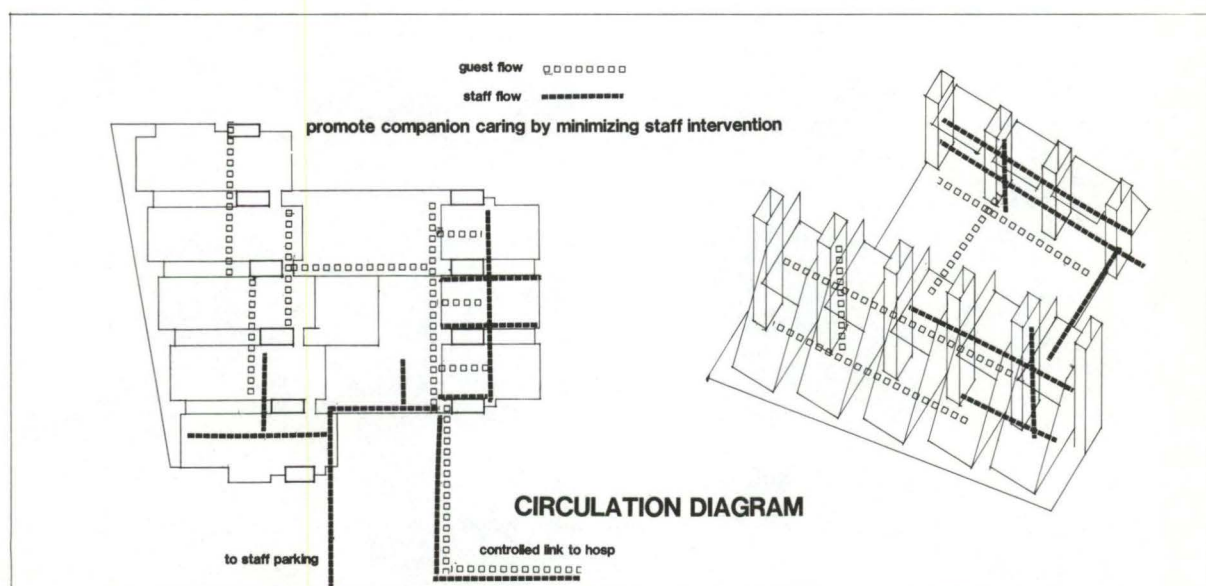 guest flow
staff flow
promote companion caring by minimizing staff intervention
CIRCULATION DIAGRAM
to staff parking
controlled link to hosp